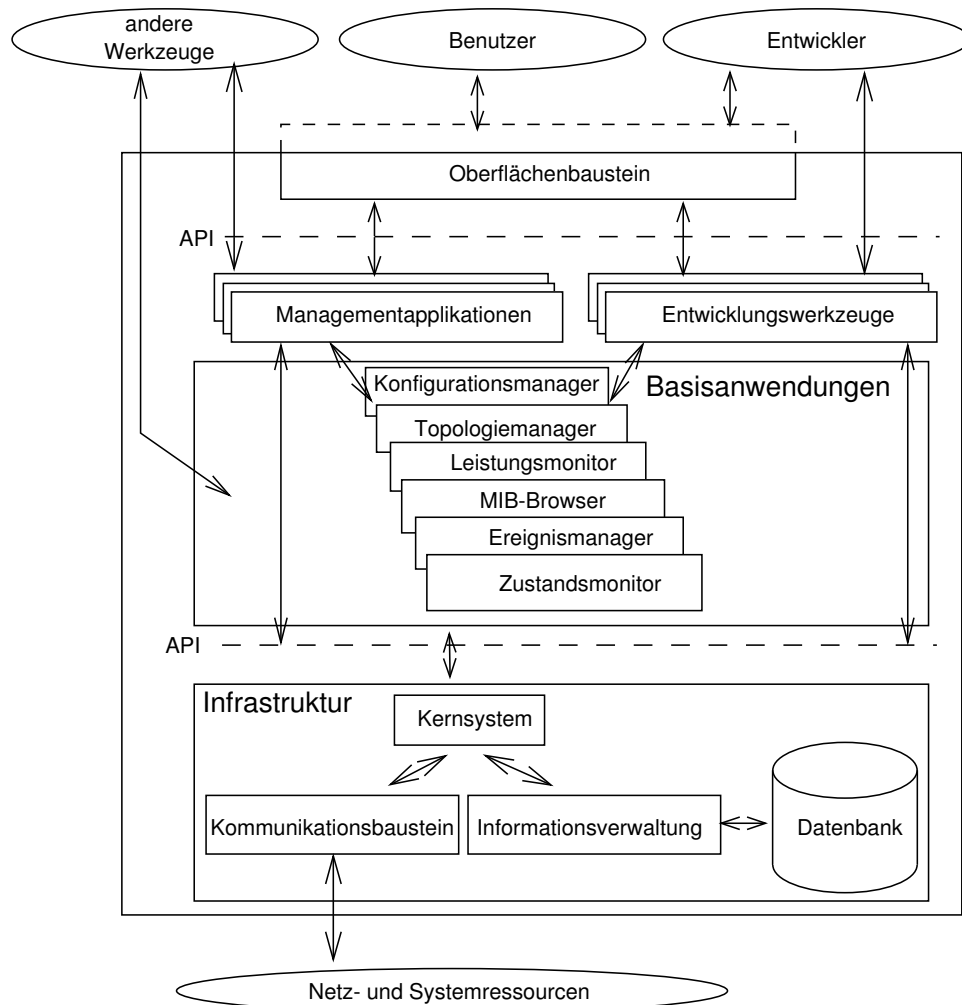 andere
Werkzeuge
Benutzer
Entwickler
Oberflächenbaustein
API
Managementapplikationen
Entwicklungswerkzeuge
Basisanwendungen
Konfigurationsmanager
Topologiemanager
Leistungsmonitor
MIB-Browser
Ereignismanager
Zustandsmonitor
API
Infrastruktur
Kernsystem
Kommunikationsbaustein
Informationsverwaltung
Datenbank
Netz- und Systemressourcen